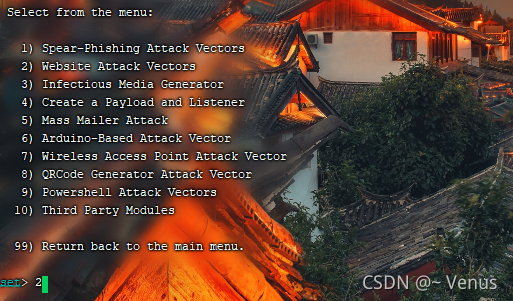 Select from the menu:
1) Spear-Phishing Attack Vectors
2) Website Attack Vectors
3) Infectious Media Generator
4) Create a Payload and Listener
5) Mass Mailer Attack
6) Arduino-Based Attack Vector
7) Wireless Access Point Attack Vector
8) QRCode Generator Attack Vector
9) Powershell Attack Vectors
10) Third Party Modules
99) Return back to the main menu.
set> 2
CSDN @~ Venus